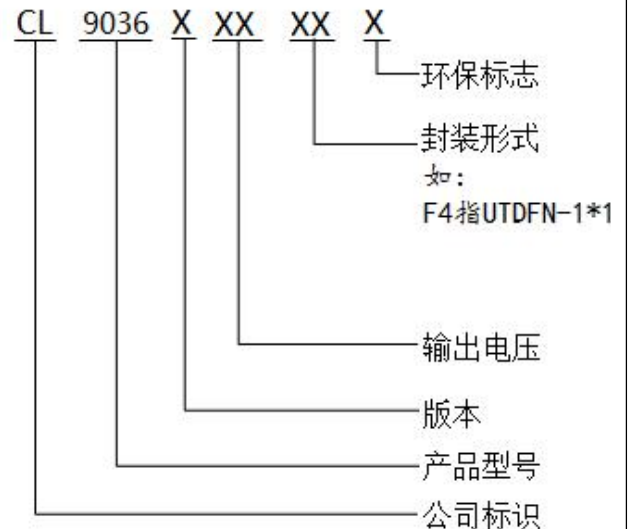 CL 9036 X XX XX X
环保标志
封装形式
如:
F4指UTDFN-1*1
输出电压
版本
产品型号
公司标识